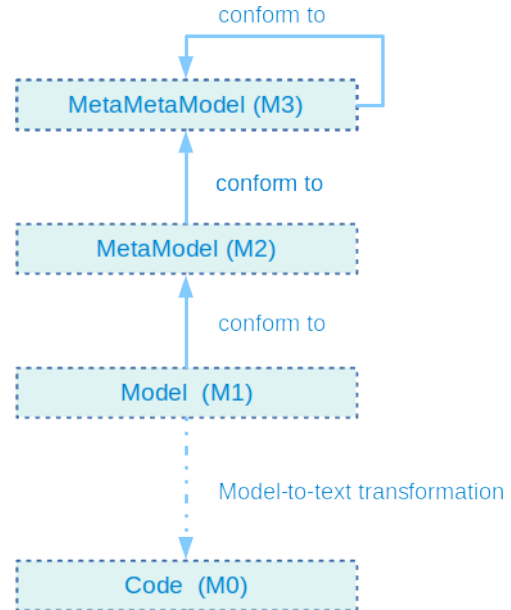 conform to
MetaMetaModel (M3)
conform to
MetaModel (M2)
conform to
Model (M1)
Model-to-text transformation
Code (M0)